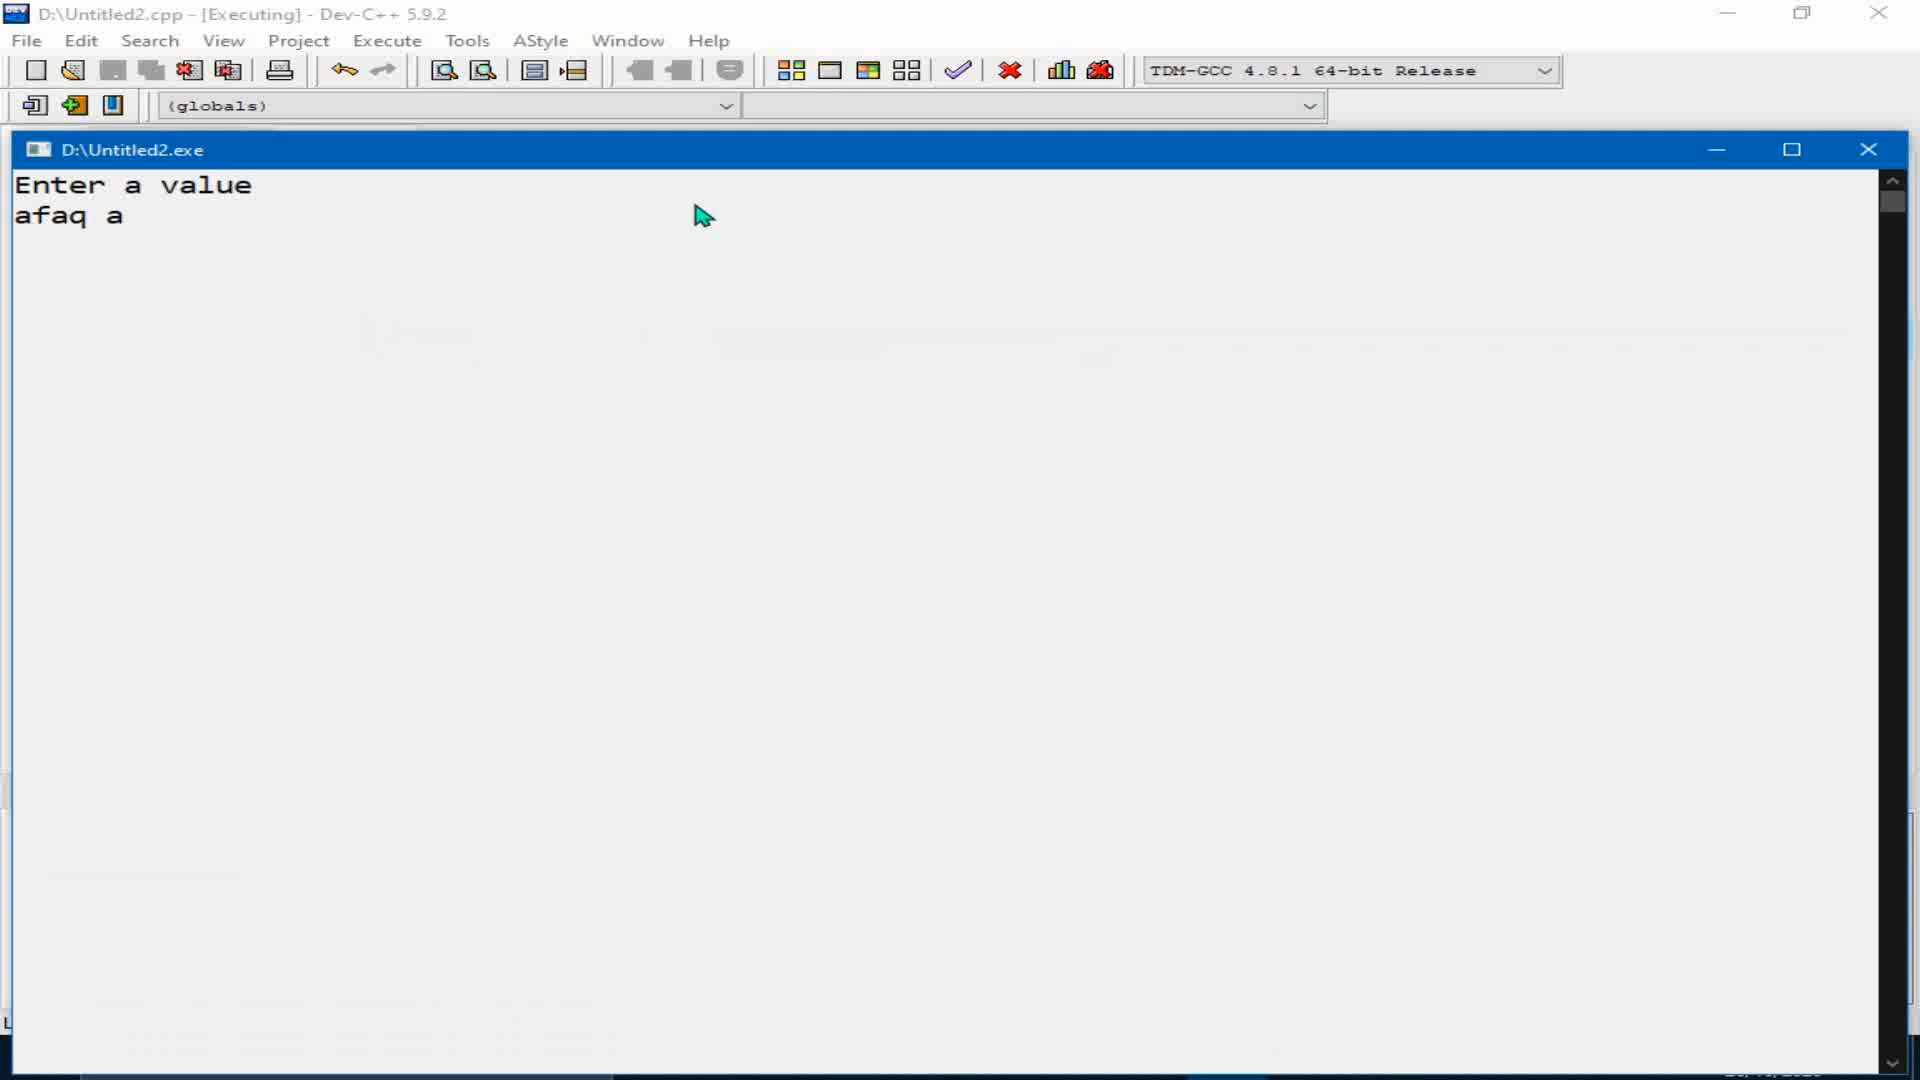 D:\Untitled2.cpp - [Executing] - Dev-C++ 5.9.2
File Edit Search View Project Execute Tools AStyle Window Help
TDM-GCC 4.8.1 64-bit Release
(globals)
D:\Untitled2.exe
Enter a value
afaq a